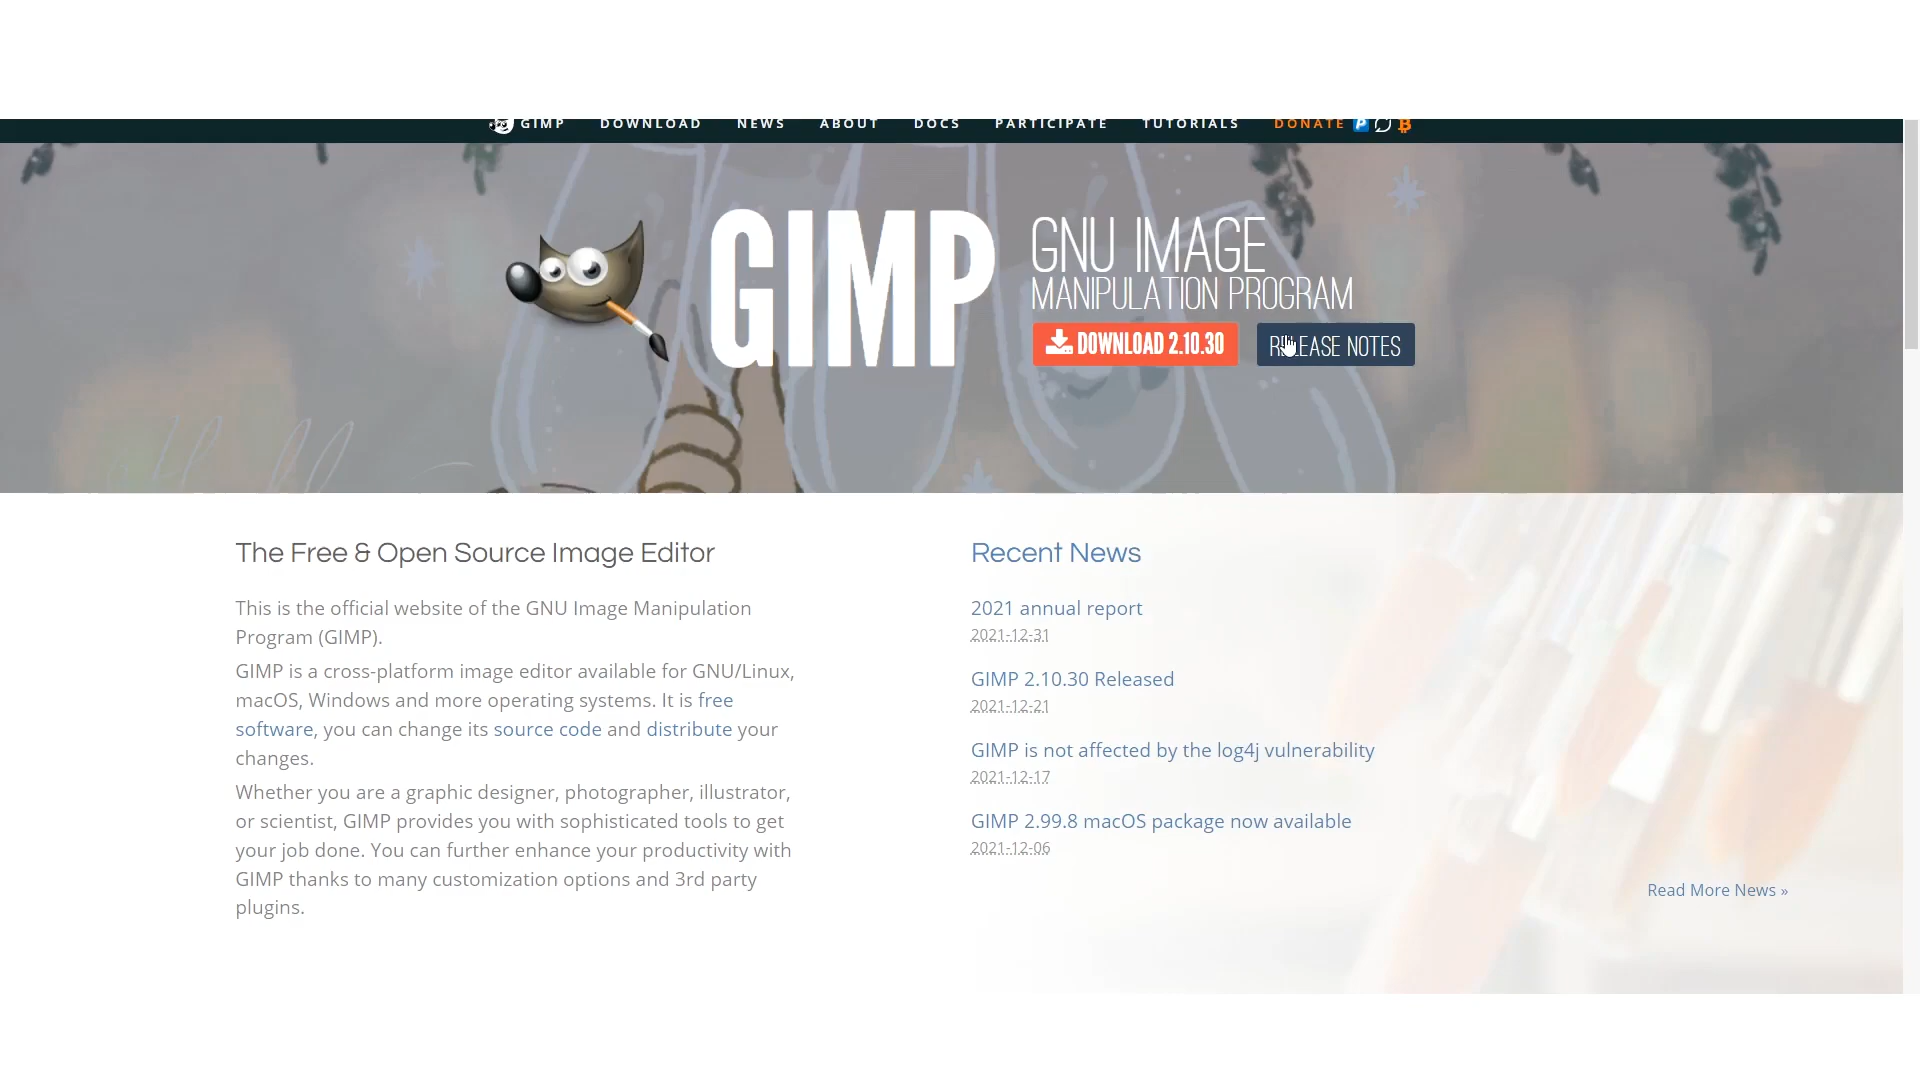 GIMP DOWNLOAD NEWS ABOUT DOCS PARTICIPATE TUTORIALS DONATE
GIMP
GNU IMAGE
MANIPULATION PROGRAM
DOWNLOAD 2.10.30
RELEASE NOTES
The Free & Open Source Image Editor
This is the official website of the GNU Image Manipulation
Program (GIMP).
GIMP is a cross-platform image editor available for GNU/Linux,
macOS, Windows and more operating systems. It is free
software, you can change its source code and distribute your
changes.
Whether you are a graphic designer, photographer, illustrator,
or scientist, GIMP provides you with sophisticated tools to get
your job done. You can further enhance your productivity with
GIMP thanks to many customization options and 3rd party
plugins.
Recent News
2021 annual report
2021-12-31
GIMP 2.10.30 Released
2021-12-21
GIMP is not affected by the log4j vulnerability
2021-12-17
GIMP 2.99.8 macOS package now available
2021-12-06
Read More News »